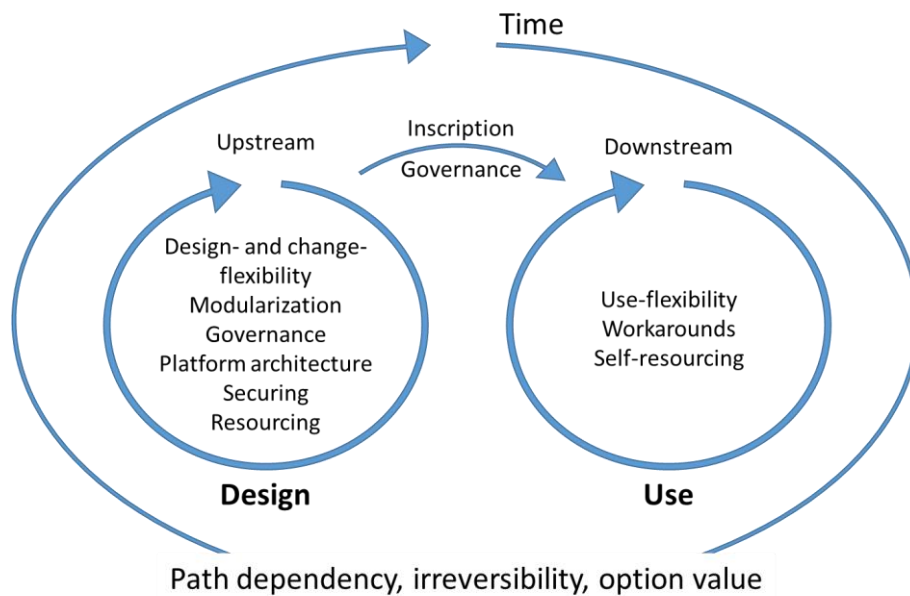 Time
Upstream
Inscription
Governance
Downstream
Design- and change-
flexibility
Modularization
Governance
Platform architecture
Securing
Resourcing
Use-flexibility
Workarounds
Self-resourcing
Design
Use
Path dependency, irreversibility, option value